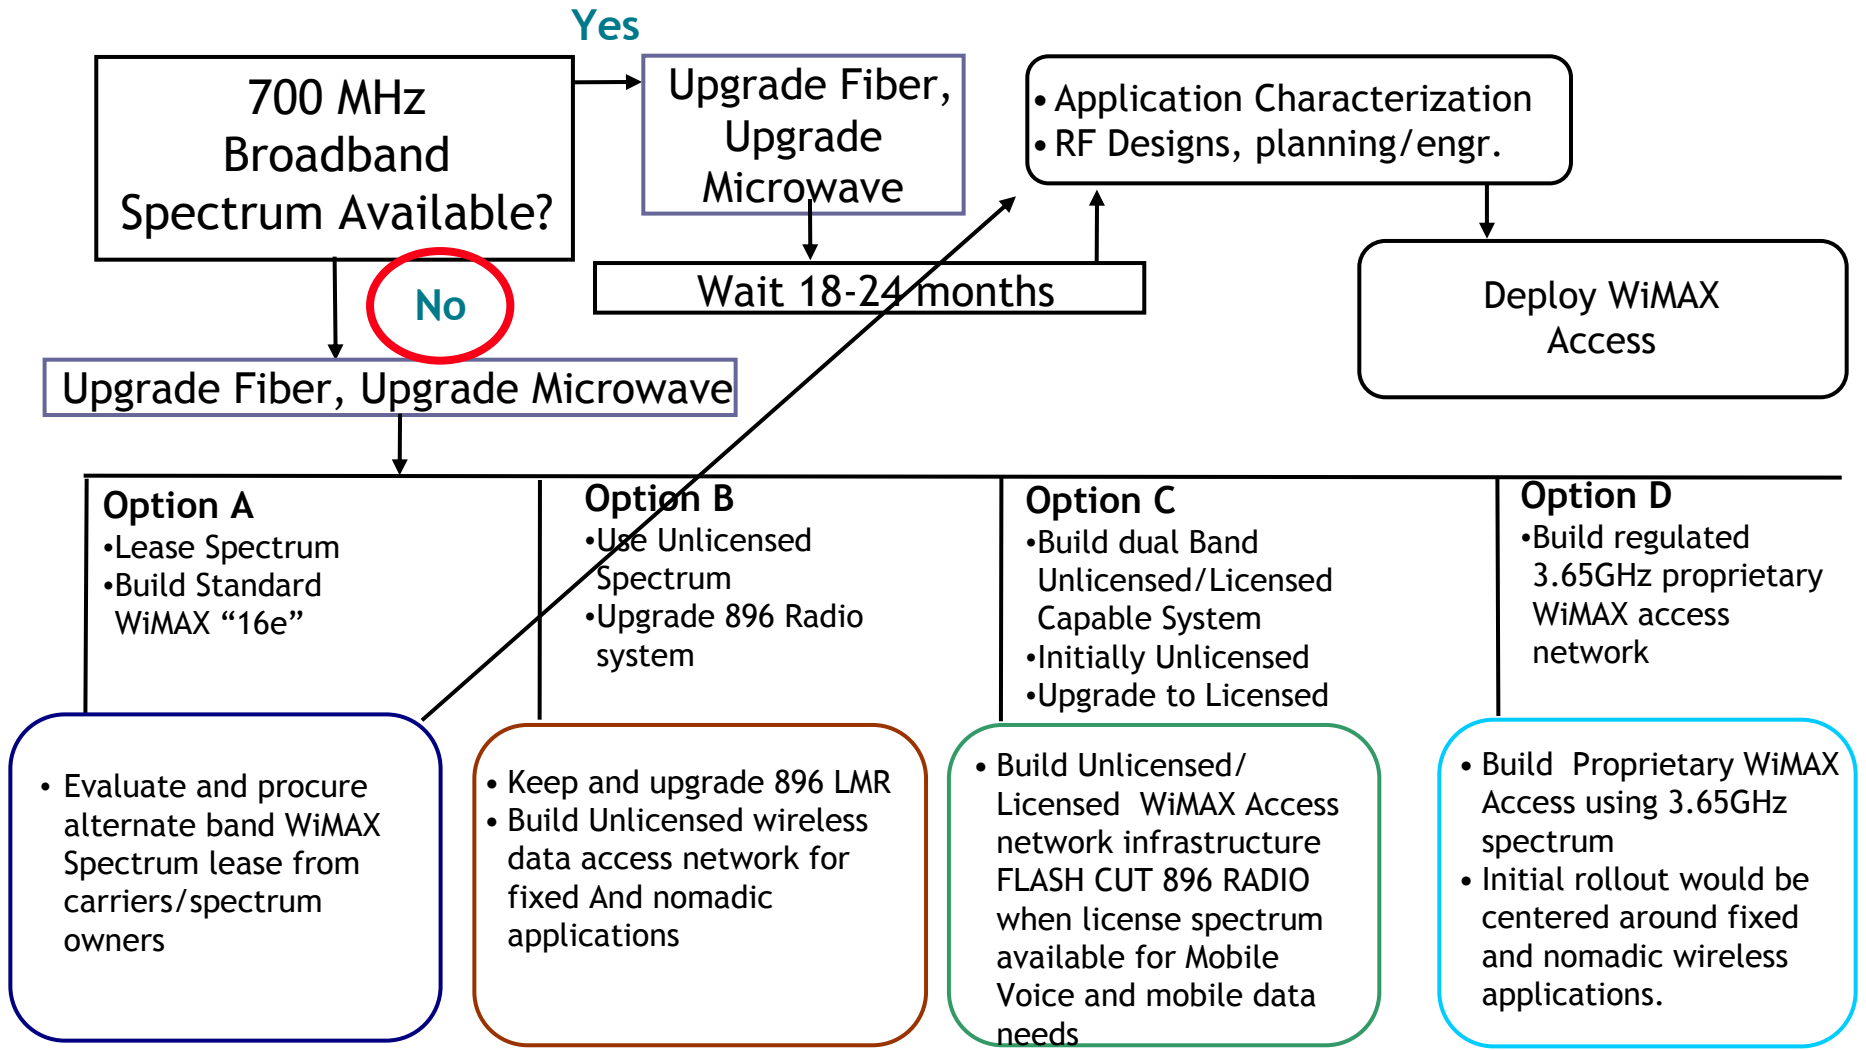 Yes
700 MHz
Broadband
Spectrum Available?
Upgrade Fiber,
Upgrade
Microwave
• Application Characterization
• RF Designs, planning/engr.
Wait 18-24 months
Deploy WiMAX
Access
No
Upgrade Fiber, Upgrade Microwave
Option A
•Lease Spectrum
•Build Standard
WiMAX “16e”
Option B
•Use Unlicensed
Spectrum
•Upgrade 896 Radio
system
Option C
•Build dual Band
Unlicensed/Licensed
Capable System
•Initially Unlicensed
•Upgrade to Licensed
Option D
•Build regulated
3.65GHz proprietary
WiMAX access
network
• Evaluate and procure
alternate band WiMAX
Spectrum lease from
carriers/spectrum
owners
• Keep and upgrade 896 LMR
• Build Unlicensed wireless
data access network for
fixed And nomadic
applications
• Build Unlicensed/
Licensed WiMAX Access
network infrastructure
FLASH CUT 896 RADIO
when license spectrum
available for Mobile
Voice and mobile data
needs
• Build Proprietary WiMAX
Access using 3.65GHz
spectrum
• Initial rollout would be
centered around fixed
and nomadic wireless
applications.